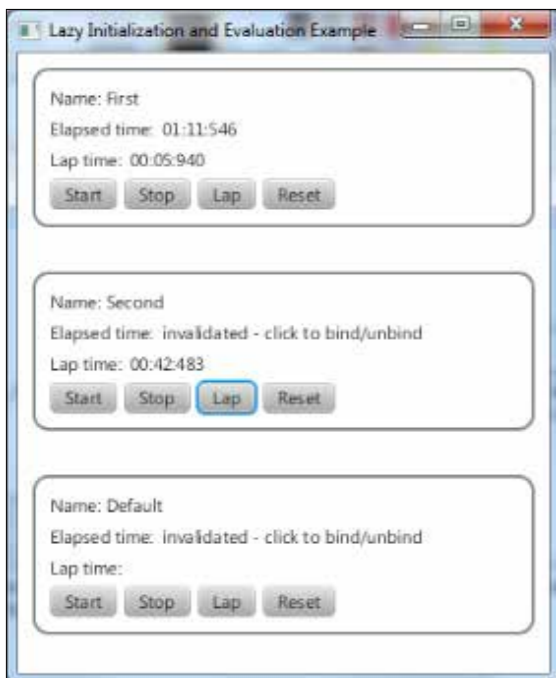 Lazy Initialization and Evaluation Example
Name: First
Elapsed time: 01:11:546
Lap time: 00:05:940
Start Stop Lap Reset
Name: Second
Elapsed time: invalidated - click to bind/unbind
Lap time: 00:42:483
Start Stop Lap Reset
Name: Default
Elapsed time: invalidated - click to bind/unbind
Lap time:
Start Stop Lap Reset